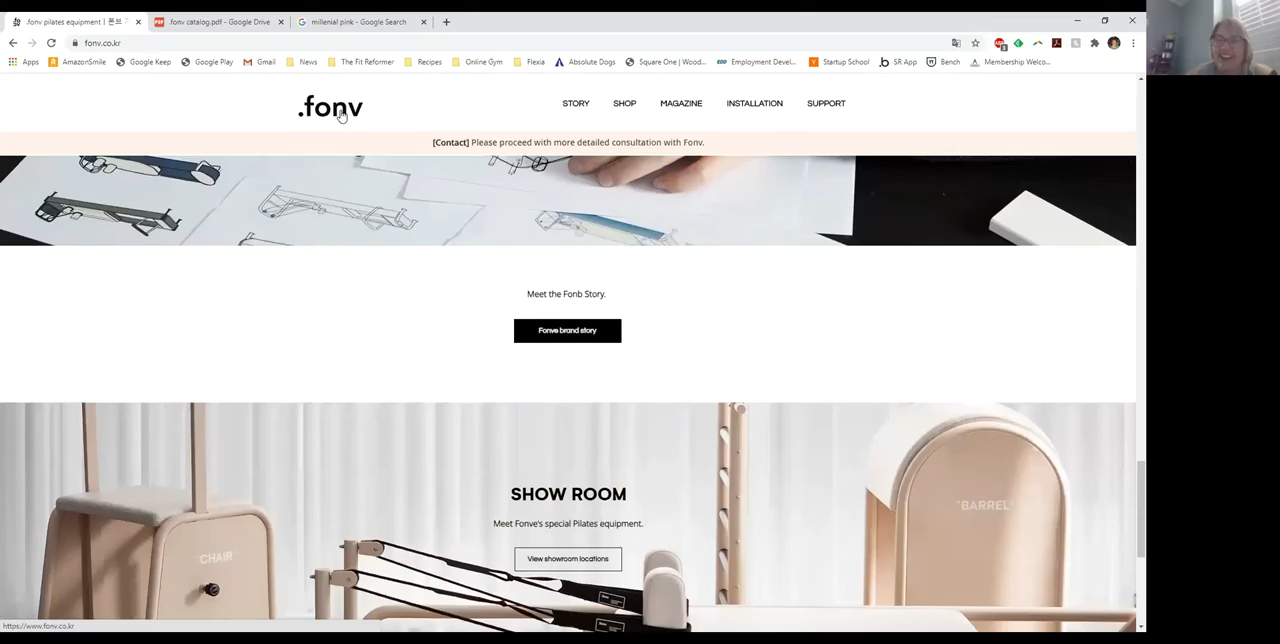 .fonv pilates equipment | 폰브
.fonv catalog.pdf - Google Drive
millenial pink - Google Search
fonv.co.kr
Apps
AmazonSmile
Google Keep
Google Play
Gmail
News
The Fit Reformer
Recipes
Online Gym
Flexia
Absolute Dogs
Square One | Wood...
Employment Devel...
Startup School
SR App
Bench
Membership Welco...
.fonv
STORY
SHOP
MAGAZINE
INSTALLATION
SUPPORT
[Contact] Please proceed with more detailed consultation with Fonv.
Meet the Fonb Story.
Fonve brand story
SHOW ROOM
"BARREL"
Meet Fonve's special Pilates equipment.
"CHAIR"
View showroom locations
https://www.fonv.co.kr